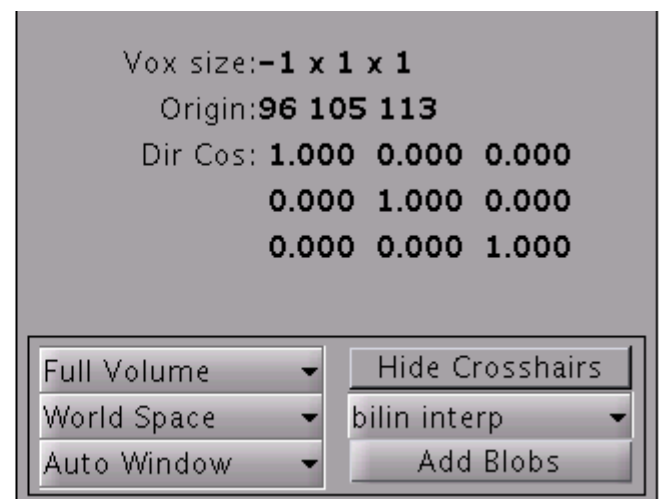 Vox size:-1 x 1 x 1
Origin:96 105 113
Dir Cos: 1.000 0.000 0.000
0.000 1.000 0.000
0.000 0.000 1.000
Full Volume
Hide Crosshairs
World Space
bilin interp
Auto Window
Add Blobs